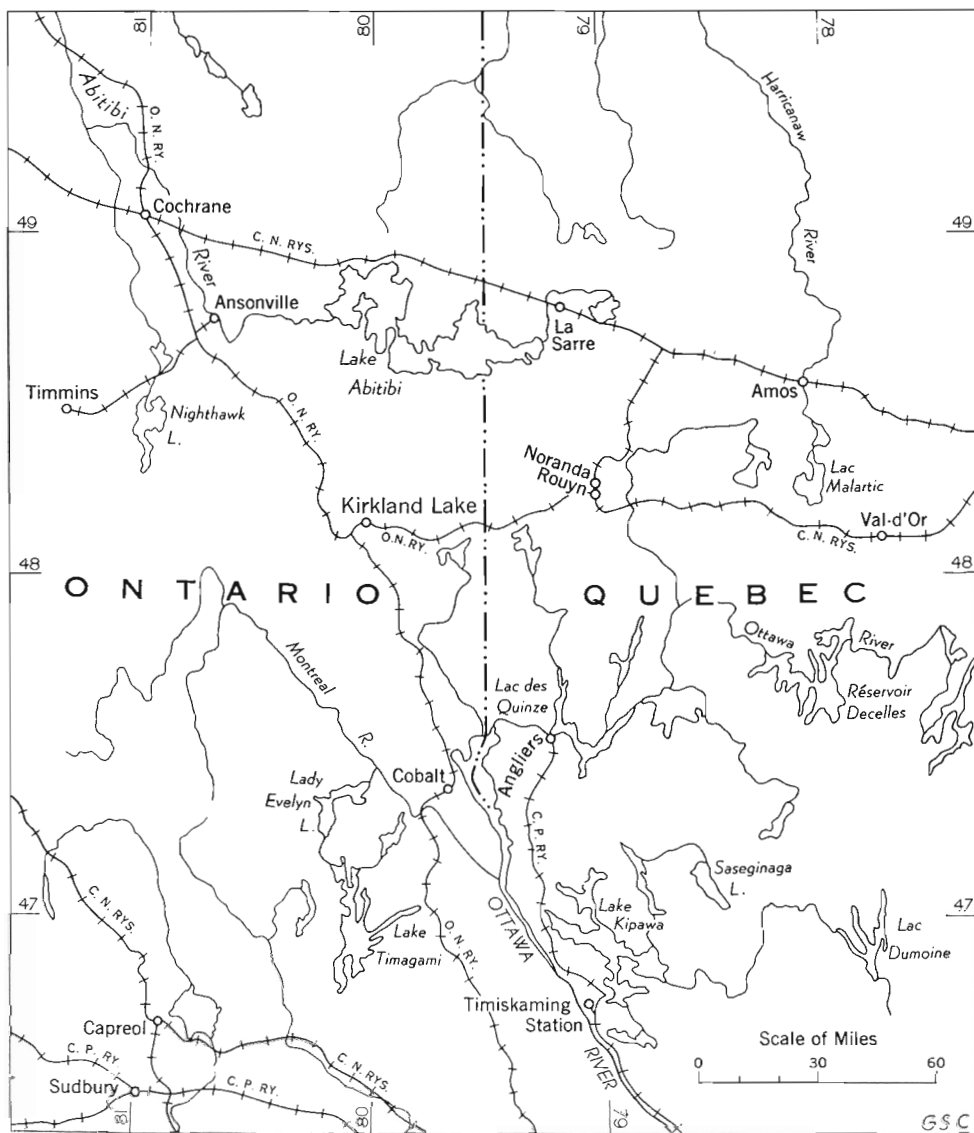 81
80
79
78
Abitibi
O. N. RY.
Harricanaw
River
Cochrane
49
49
C. N. RYS.
River
Ansonville
La
Sarre
Lake
Abitibi
Timmins
Amos
Nighthawk
L.
O. N. RY.
Noranda
Rouyn
Lac
Malartic
Kirkland Lake
Val-d'Or
O. N. RY.
C. N. RYS.
48
48
ONTARIO
QUEBEC
Ottawa
River
Montreal
R.
Lac des
Quinze
Réservoir
Decelles
Angliers
Lady
Evelyn
L.
Cobalt
C. P. RY.
C. N. RYS.
Saseginaga
L.
47
47
OTTAWA
Lake
Kipawa
Lac
Dumoine
Lake
Timagami
O. N. RY.
Timiskaming
Station
Capreol
RIVER
Scale of Miles
C. P. RY.
C. N. RYS.
0 30 60
Sudbury
C. P. RY.
81
80
79
GSC